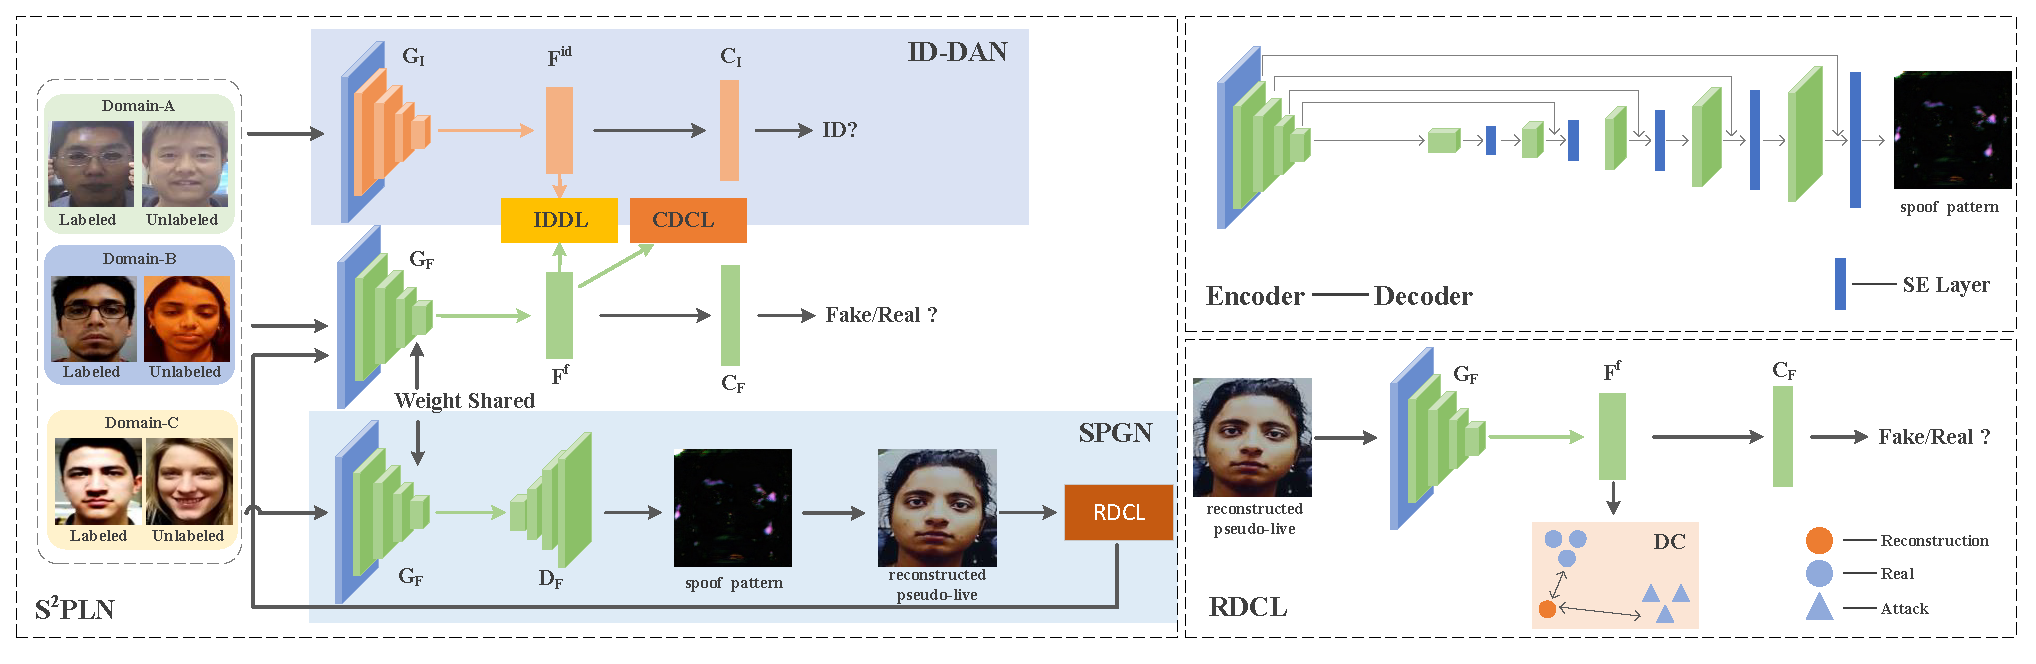 Domain-A
Labeled
Unlabeled
Domain-B
Labeled
Unlabeled
Domain-C
Labeled
Unlabeled
S²PLN
ID-DAN
G_I
F^id
C_I
ID?
IDDL
CDCL
G_F
F^f
C_F
Fake/Real ?
Weight Shared
SPGN
G_F
D_F
spoof pattern
reconstructed
pseudo-live
RDCL
spoof pattern
Encoder
Decoder
SE Layer
reconstructed
pseudo-live
G_F
F^f
C_F
Fake/Real ?
DC
Reconstruction
Real
Attack
RDCL